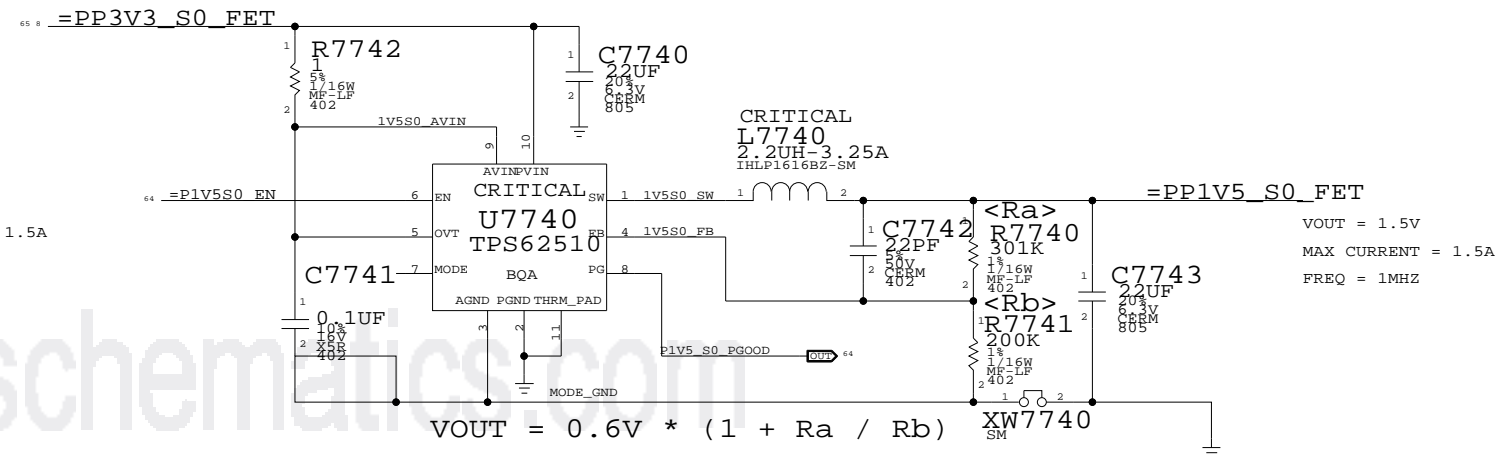 65 8 =PP3V3_S0_FET
1
R7742
1
5%
1/16W
MF-LF
402
2
1
C7740
22UF
20%
6.3V
CERM
805
2
1V5S0_AVIN
9
10
CRITICAL
L7740
2.2UH-3.25A
IHLP1616BZ-SM
AVIN PVIN
64 =P1V5S0_EN
6 EN
CRITICAL
SW 1 1V5S0_SW
1 2
=PP1V5_S0_FET
1.5A
5 OVT
U7740
TPS62510
FB 4 1V5S0_FB
7 MODE
BQA
PG 8
AGND PGND THRM_PAD
3 2 11
C7741
1
0.1UF
10%
16V
X5R
402
2
1
C7742
22PF
5%
50V
CERM
402
2
<Ra>
1
R7740
301K
1%
1/16W
MF-LF
402
2
<Rb>
1
R7741
200K
1%
1/16W
MF-LF
402
2
1
C7743
22UF
20%
6.3V
CERM
805
2
VOUT = 1.5V
MAX CURRENT = 1.5A
FREQ = 1MHZ
P1V5_S0_PGOOD OUT 64
MODE_GND
1 2
XW7740
SM
VOUT = 0.6V * (1 + Ra / Rb)
schematics.com